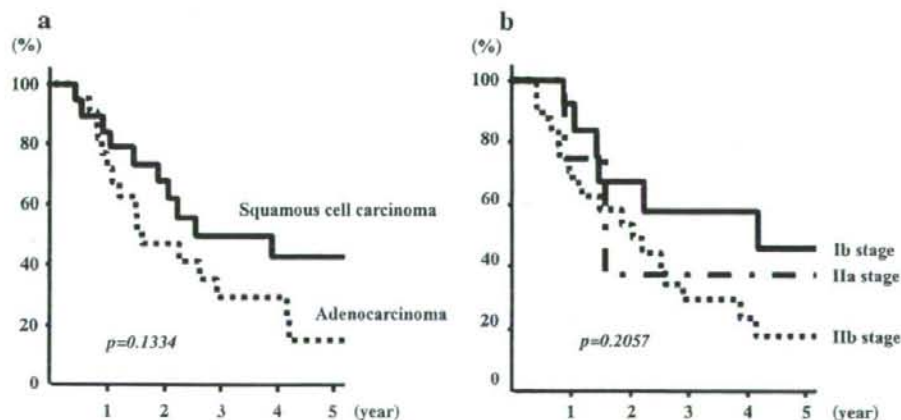 a
(%)
100
80
60
40
20
0
Squamous cell carcinoma
Adenocarcinoma
p=0.1334
1 2 3 4 5 (year)
b
(%)
100
80
60
40
20
0
Ib stage
IIa stage
IIb stage
p=0.2057
1 2 3 4 5 (year)